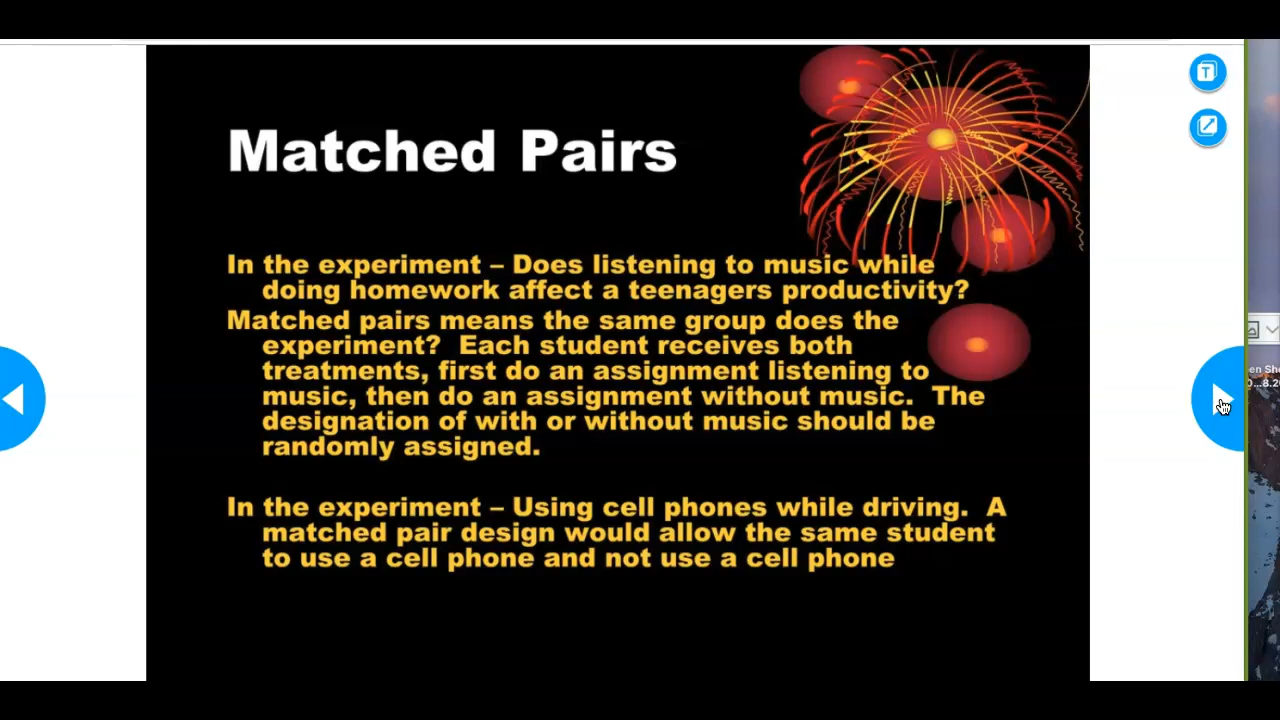 Matched Pairs
In the experiment – Does listening to music while
doing homework affect a teenagers productivity?
Matched pairs means the same group does the
experiment? Each student receives both
treatments, first do an assignment listening to
music, then do an assignment without music. The
designation of with or without music should be
randomly assigned.
In the experiment – Using cell phones while driving. A
matched pair design would allow the same student
to use a cell phone and not use a cell phone
T